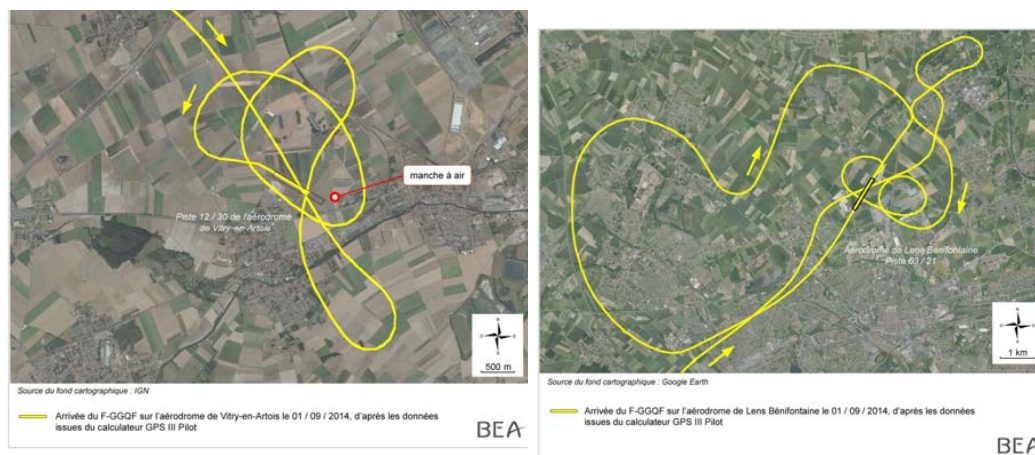 manche à air
Piste 12 / 30 de l'aérodrome
de Vitry-en-Artois
500 m
Source du fond cartographique : IGN
Arrivée du F-GGQF sur l'aérodrome de Vitry-en-Artois le 01 / 09 / 2014, d'après les données
issues du calculateur GPS III Pilot
BEA
Aérodrome de Lens Bénifontaine
Piste 03 / 21
1 km
Source du fond cartographique : Google Earth
Arrivée du F-GGQF sur l'aérodrome de Lens Bénifontaine le 01 / 09 / 2014, d'après les données
issues du calculateur GPS III Pilot
BEA